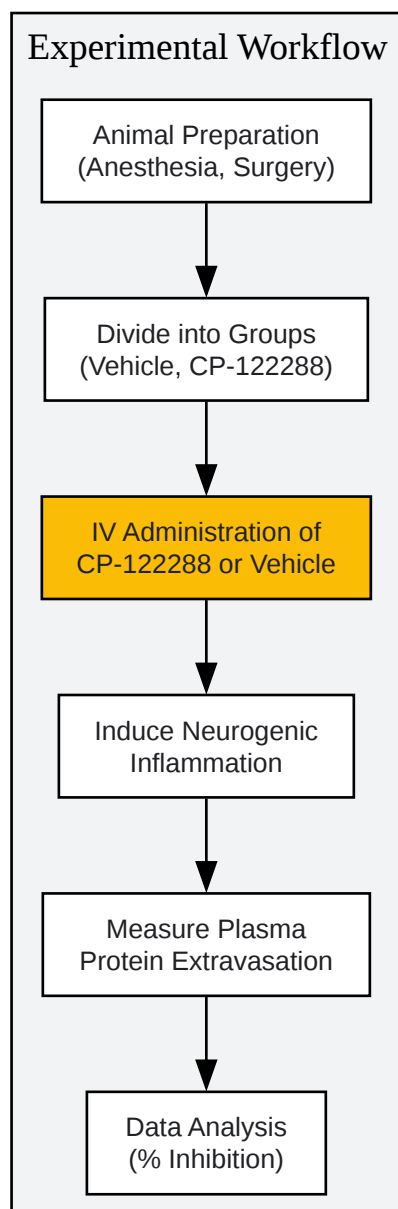 Experimental Workflow
Animal Preparation
(Anesthesia, Surgery)
Divide into Groups
(Vehicle, CP-122288)
IV Administration of
CP-122288 or Vehicle
Induce Neurogenic
Inflammation
Measure Plasma
Protein Extravasation
Data Analysis
(% Inhibition)